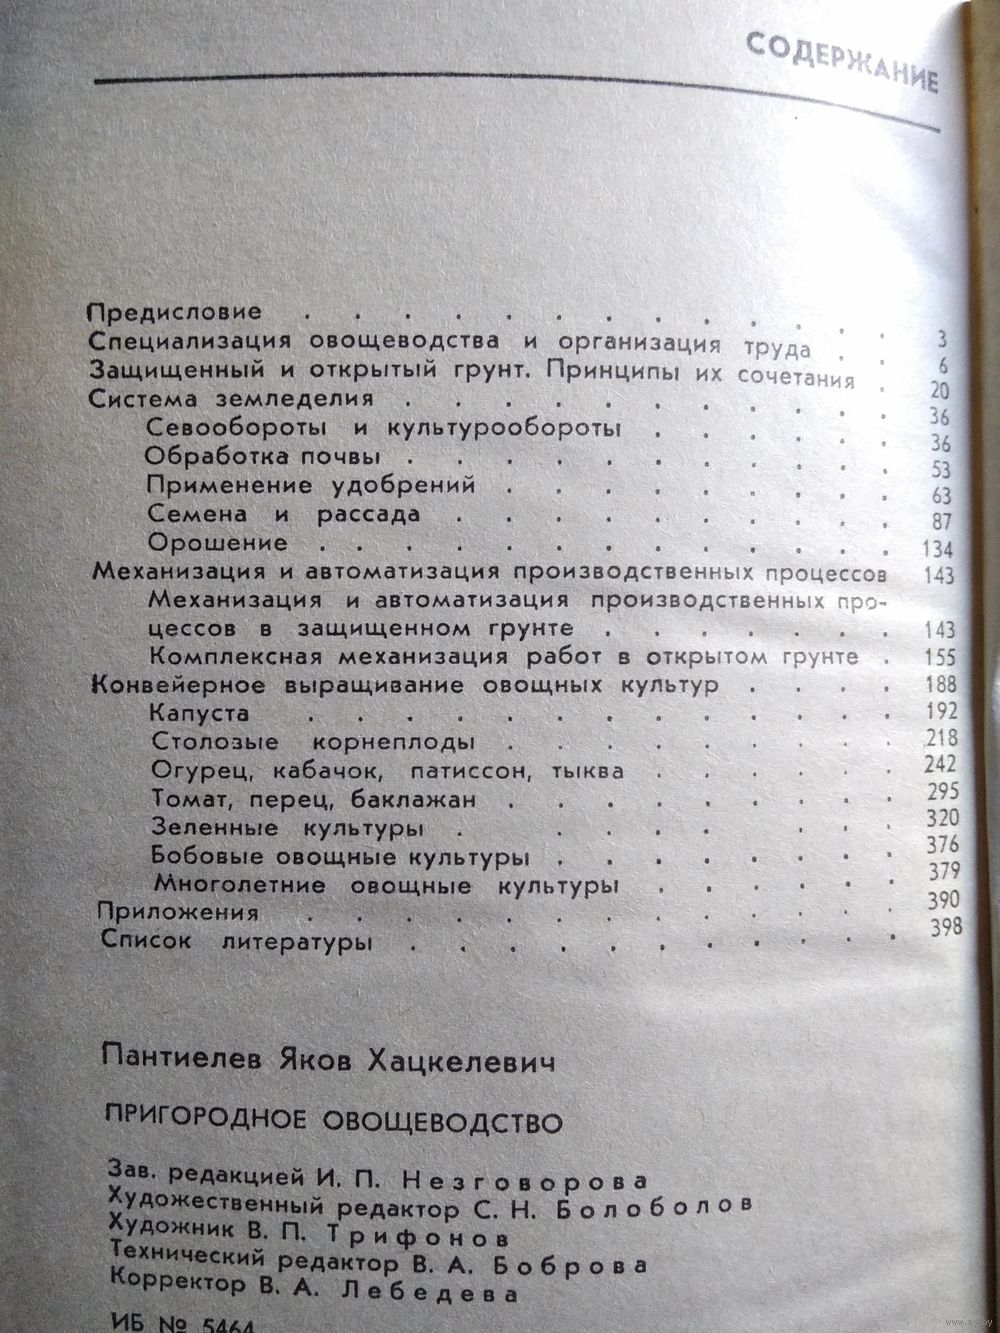 СОДЕРЖАНИЕ
Предисловие . . . . . . . . . . 3
Специализация овощеводства и организация труда . . 6
Защищенный и открытый грунт. Принципы их сочетания . 20
Система земледелия . . . . . . . . . . 36
Севообороты и культурообороты . . . . . 36
Обработка почвы . . . . . . . . . . 53
Применение удобрений . . . . . . . . 63
Семена и рассада . . . . . . . . . 87
Орошение . . . . . . . . . . . . 134
Механизация и автоматизация производственных процессов 143
Механизация и автоматизация производственных про-
цессов в защищенном грунте . . . . . . 143
Комплексная механизация работ в открытом грунте . 155
Конвейерное выращивание овощных культур . . . . 188
Капуста . . . . . . . . . . . . 192
Столозые корнеплоды . . . . . . . . 218
Огурец, кабачок, патиссон, тыква . . . . . 242
Томат, перец, баклажан . . . . . . . . 295
Зеленные культуры . . . . . . . . 320
Бобовые овощные культуры . . . . . . . 376
Многолетние овощные культуры . . . . . 379
Приложения . . . . . . . . . . . . 390
Список литературы . . . . . . . . . . 398
Пантиелев Яков Хацкелевич
ПРИГОРОДНОЕ ОВОЩЕВОДСТВО
Зав. редакцией И. П. Незговорова
Художественный редактор С. Н. Болоболов
Художник В. П. Трифонов
Технический редактор В. А. Боброва
Корректор В. А. Лебедева
ИБ № 5464
www.ay.by